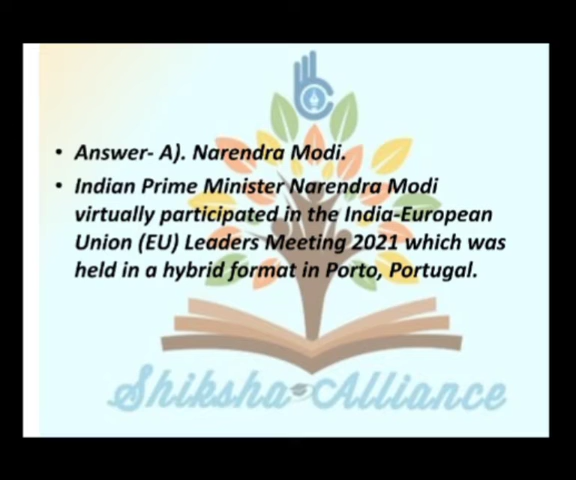 • Answer- A). Narendra Modi.
• Indian Prime Minister Narendra Modi
virtually participated in the India-European
Union (EU) Leaders Meeting 2021 which was
held in a hybrid format in Porto, Portugal.
Shiksha Alliance